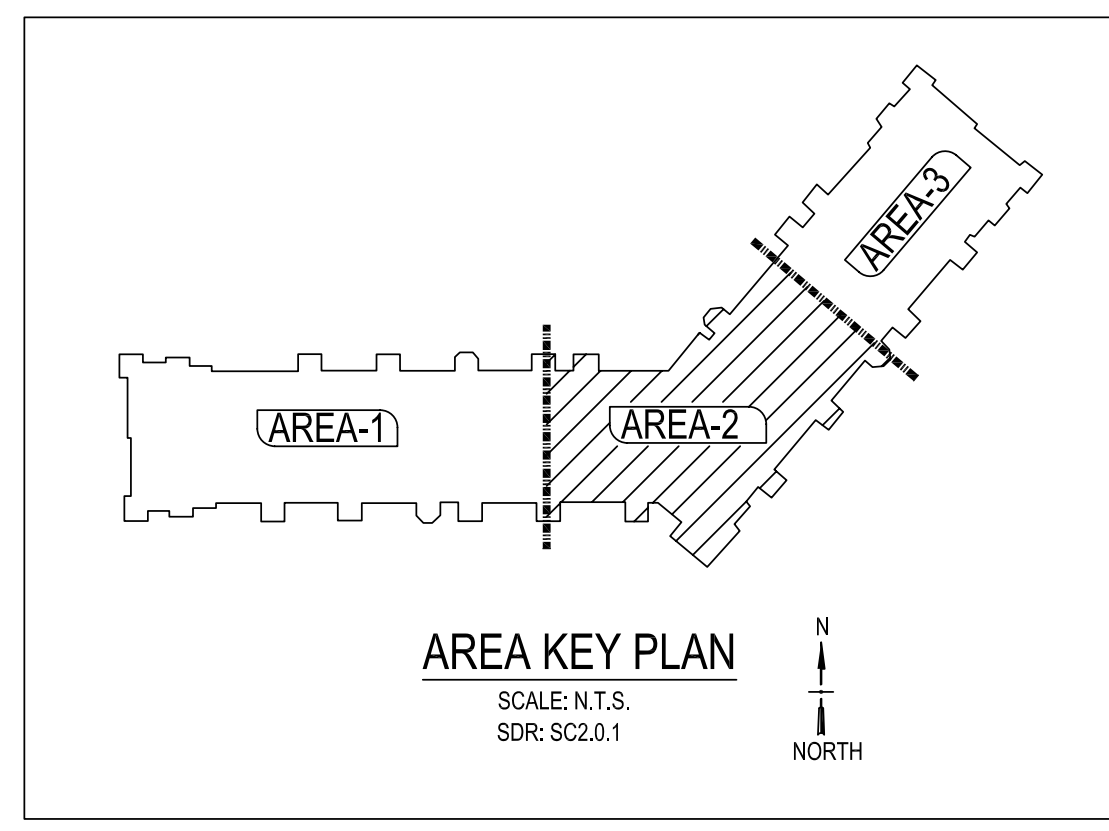 AREA-3
AREA-1
AREA-2
AREA KEY PLAN
SCALE: N.T.S.
SDR: SC2.0.1
N
NORTH